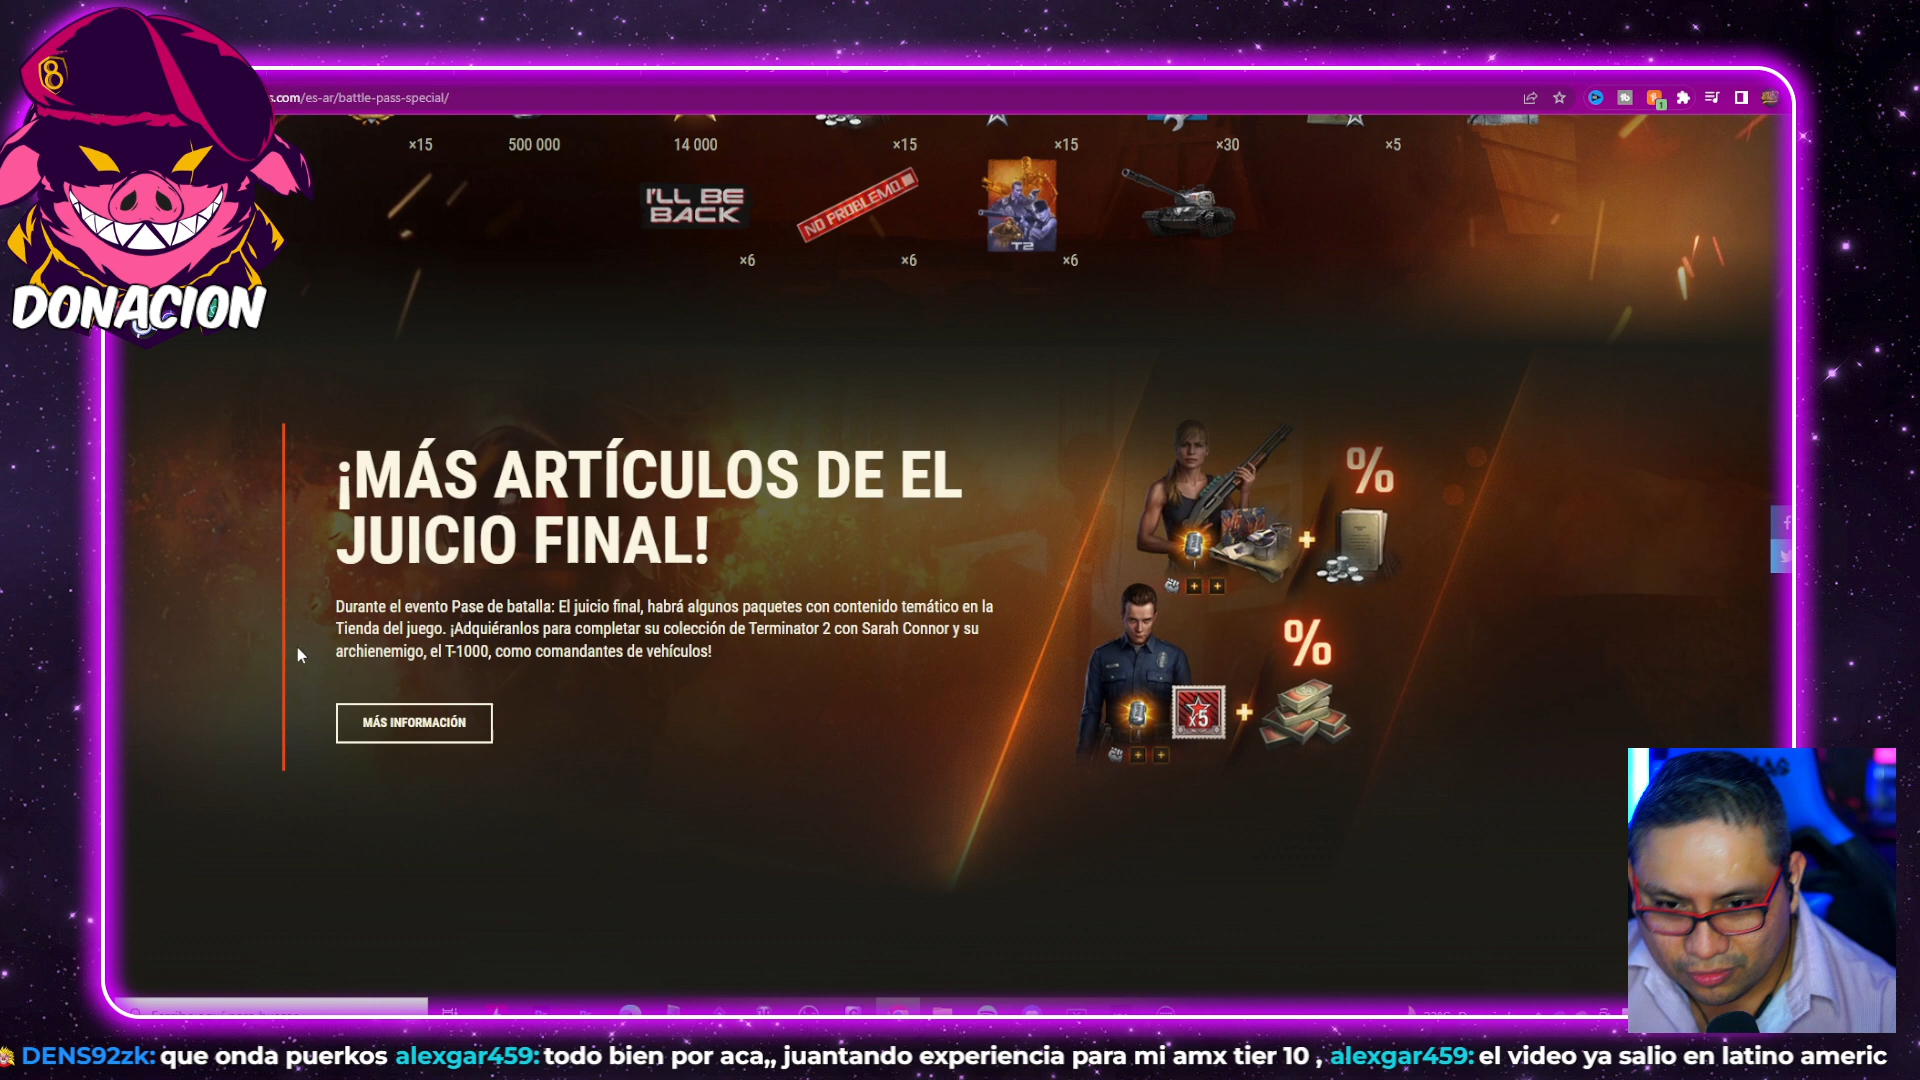 8
s.com/es-ar/battle-pass-special/
1
×15
500 000
14 000
×15
×15
×30
×5
I'LL BE
BACK
NO PROBLEMO
T2
×6
×6
×6
DONACION
¡MÁS ARTÍCULOS DE EL
JUICIO FINAL!
%
Durante el evento Pase de batalla: El juicio final, habrá algunos paquetes con contenido temático en la
Tienda del juego. ¡Adquiéranlos para completar su colección de Terminator 2 con Sarah Connor y su
archienemigo, el T-1000, como comandantes de vehículos!
%
x5
MÁS INFORMACIÓN
DENS92zk: que onda puerkos alexgar459: todo bien por aca,, juantando experiencia para mi amx tier 10 , alexgar459: el video ya salio en latino americ